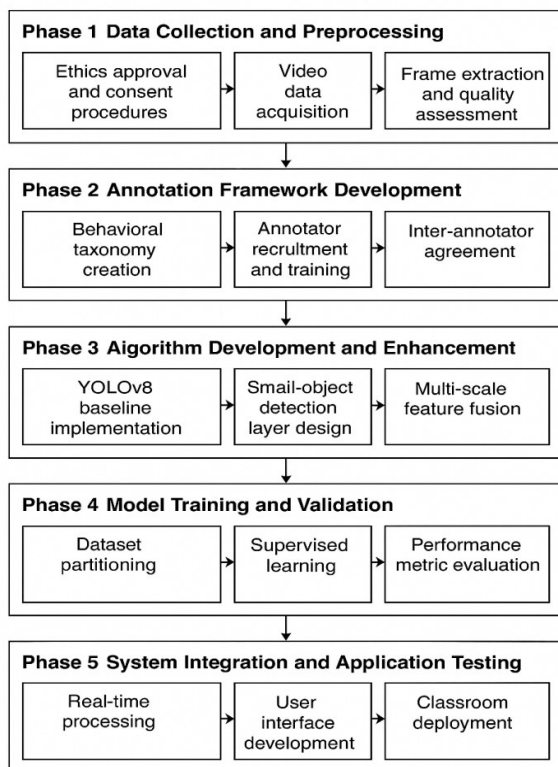 Phase 1 Data Collection and Preprocessing
Ethics approval
and consent
procedures
Video
data
acquisition
Frame extraction
and quality
assessment
Phase 2 Annotation Framework Development
Behavioral
taxonomy
creation
Annotator
recrutment
and training
Inter-annotator
agreement
Phase 3 Aigorithm Development and Enhancement
YOLOv8
baseline
implementation
Smail-object
detection
layer design
Multi-scale
feature fusion
Phase 4 Model Training and Validation
Dataset
partitioning
Supervised
learning
Performance
metric evaluation
Phase 5 System Integration and Application Testing
Real-time
processing
User
interface
development
Classroom
deployment